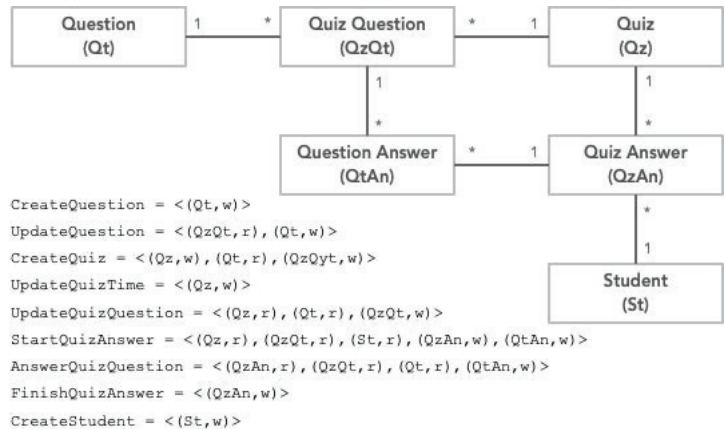 Question
(Qt)
1
*
Quiz Question
(QzQt)
*
1
Quiz
(Qz)
1
*
1
*
Question Answer
(QtAn)
*
1
Quiz Answer
(QzAn)
*
1
Student
(St)
CreateQuestion = <(Qt,w)>
UpdateQuestion = <(QzQt,r),(Qt,w)>
CreateQuiz = <(Qz,w),(Qt,r),(QzQyt,w)>
UpdateQuizTime = <(Qz,w)>
UpdateQuizQuestion = <(Qz,r),(Qt,r),(QzQt,w)>
StartQuizAnswer = <(Qz,r),(QzQt,r),(St,r),(QzAn,w),(QtAn,w)>
AnswerQuizQuestion = <(QzAn,r),(QzQt,r),(Qt,r),(QtAn,w)>
FinishQuizAnswer = <(QzAn,w)>
CreateStudent = <(St,w)>